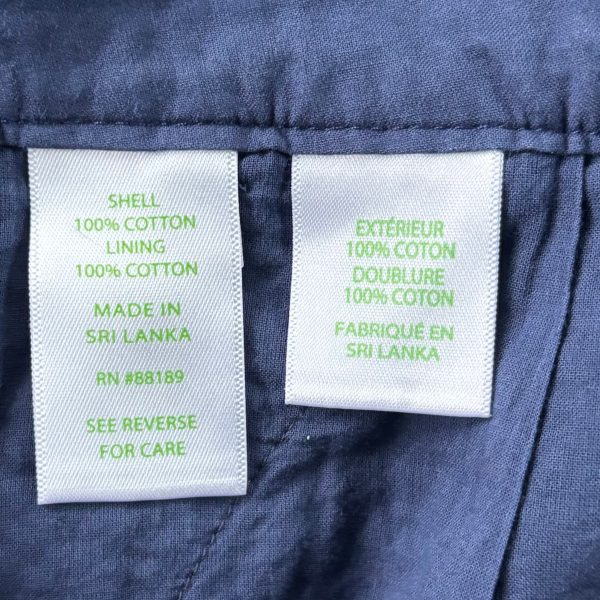 SHELL
100% COTTON
LINING
100% COTTON
MADE IN
SRI LANKA
RN #88189
SEE REVERSE
FOR CARE
EXTÉRIEUR
100% COTON
DOUBLURE
100% COTON
FABRIQUÉ EN
SRI LANKA